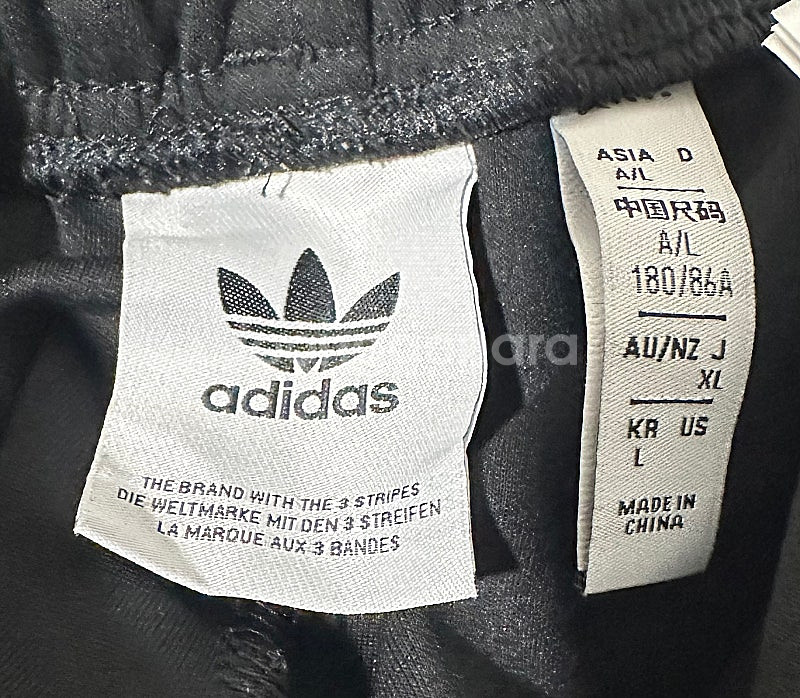 adidas
THE BRAND WITH THE 3 STRIPES
DIE WELTMARKE MIT DEN 3 STREIFEN
LA MARQUE AUX 3 BANDES
ASIA D
A/L
中国尺码
A/L
180/86A
AU/NZ J
XL
KR US
L
MADE IN
CHINA
ara